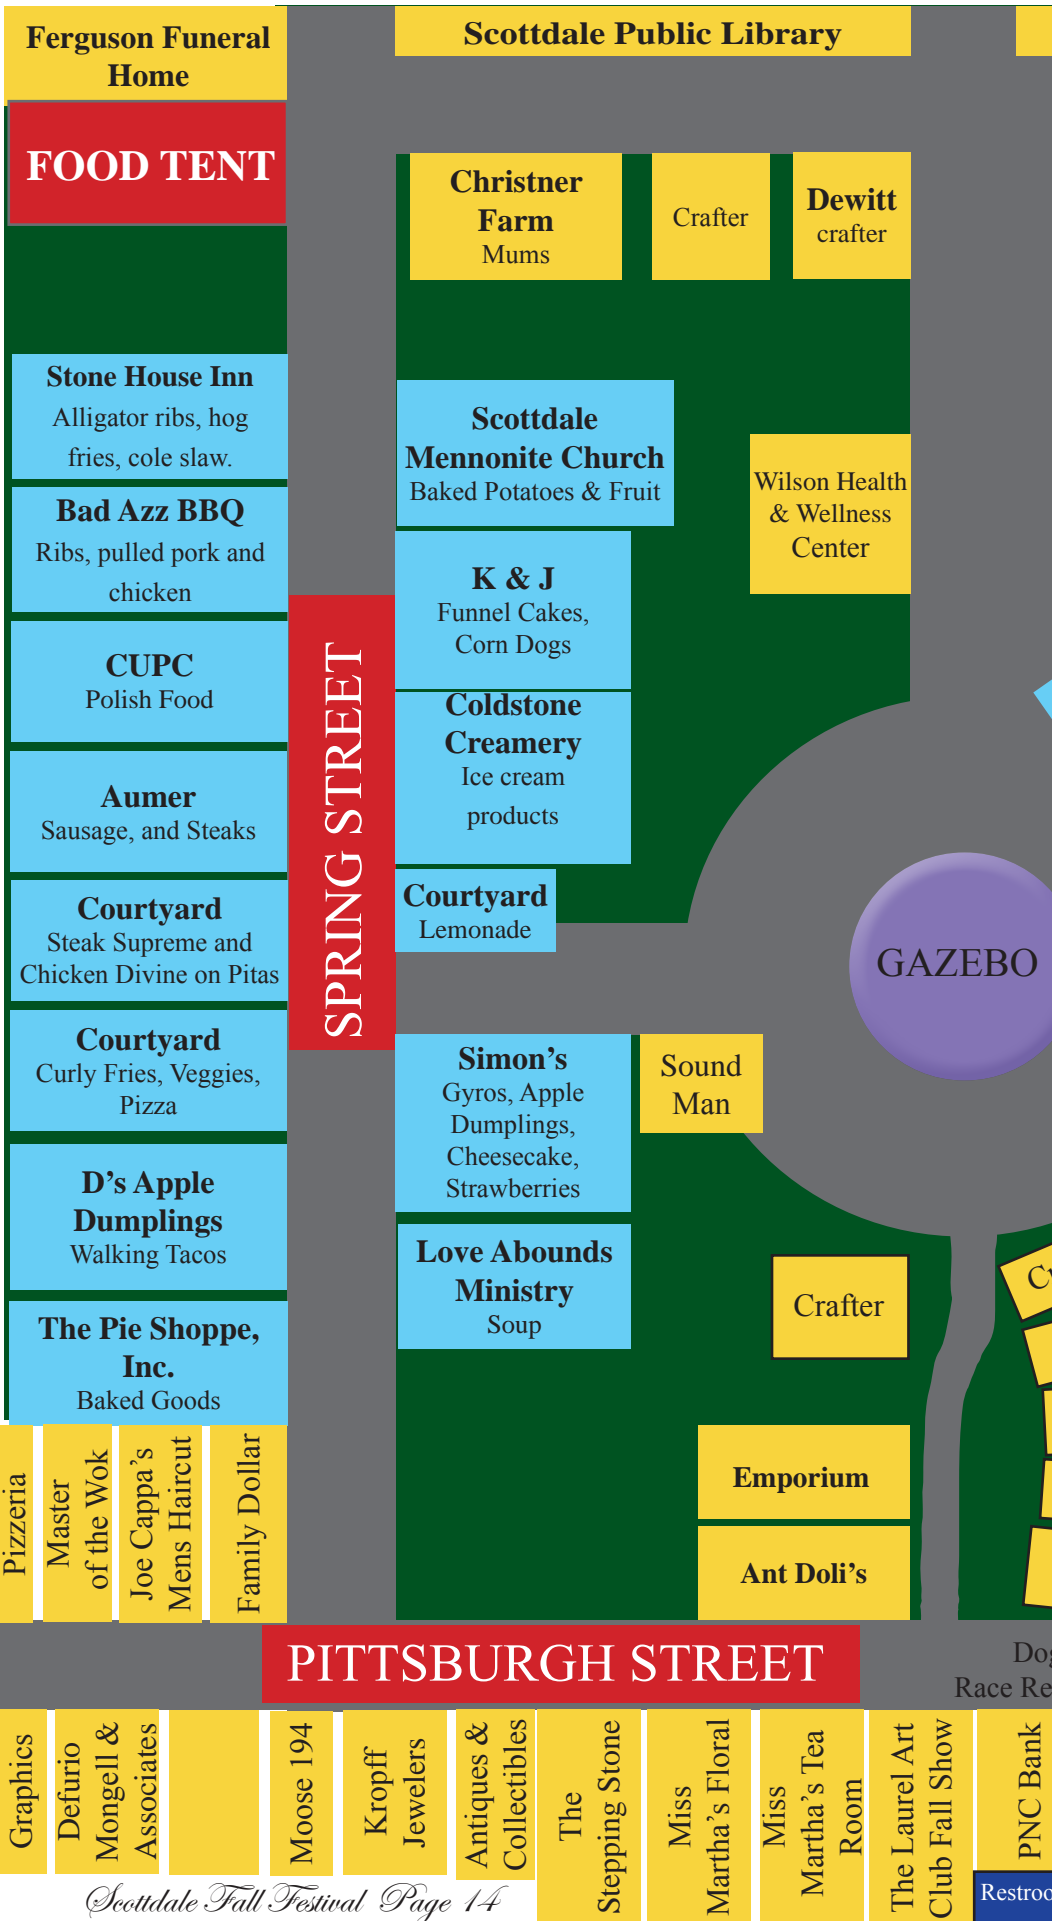 Ferguson Funeral
Home
Scottdale Public Library
FOOD TENT
Christner
Farm
Mums
Crafter
Dewitt
crafter
Stone House Inn
Alligator ribs, hog
fries, cole slaw.
Bad Azz BBQ
Ribs, pulled pork and
chicken
CUPC
Polish Food
Aumer
Sausage, and Steaks
Courtyard
Steak Supreme and
Chicken Divine on Pitas
Courtyard
Curly Fries, Veggies,
Pizza
D's Apple
Dumplings
Walking Tacos
The Pie Shoppe,
Inc.
Baked Goods
SPRING STREET
Scottdale
Mennonite Church
Baked Potatoes & Fruit
Wilson Health
& Wellness
Center
K & J
Funnel Cakes,
Corn Dogs
Coldstone
Creamery
Ice cream
products
Courtyard
Lemonade
GAZEBO
Simon's
Gyros, Apple
Dumplings,
Cheesecake,
Strawberries
Sound
Man
Love Abounds
Ministry
Soup
Crafter
Emporium
Ant Doli's
Pizzeria
Master
of the Wok
Joe Cappa's
Mens Haircut
Family Dollar
PITTSBURGH STREET
Race
Graphics
Defurio
Mongell &
Associates
Moose 194
Kropff
Jewelers
Antiques &
Collectibles
The
Stepping Stone
Miss
Martha's Floral
Miss
Martha's Tea
Room
The Laurel Art
Club Fall Show
PNC Bank
Scottdale Fall Festival Page 14